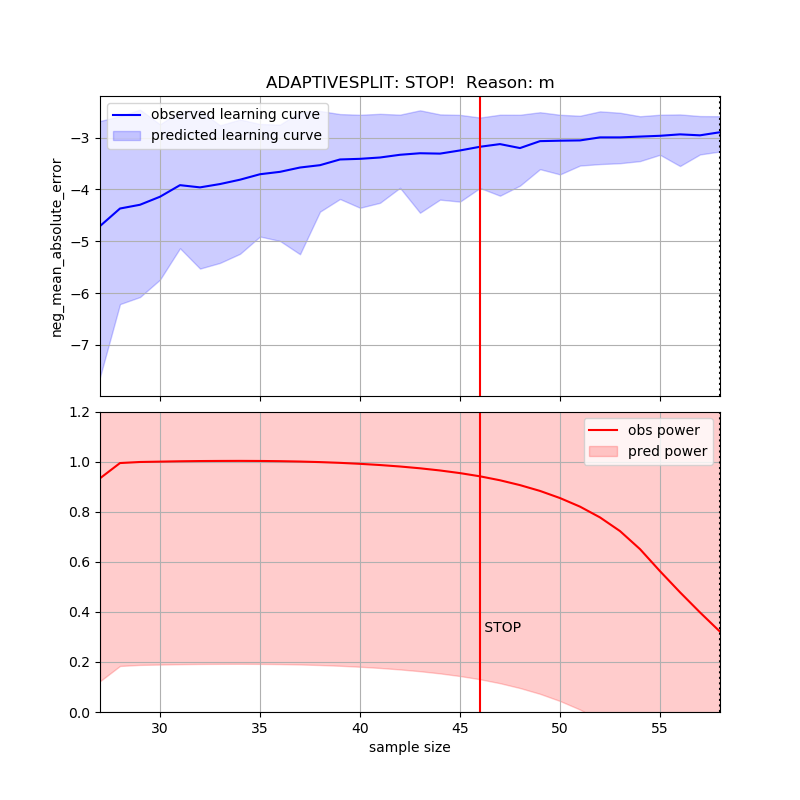 ADAPTIVESPLIT: STOP!  Reason: m
observed learning curve
predicted learning curve
neg_mean_absolute_error
−3
−4
−5
−6
−7
obs power
pred power
1.2
1.0
0.8
0.6
0.4
0.2
0.0
STOP
30 35 40 45 50 55
sample size